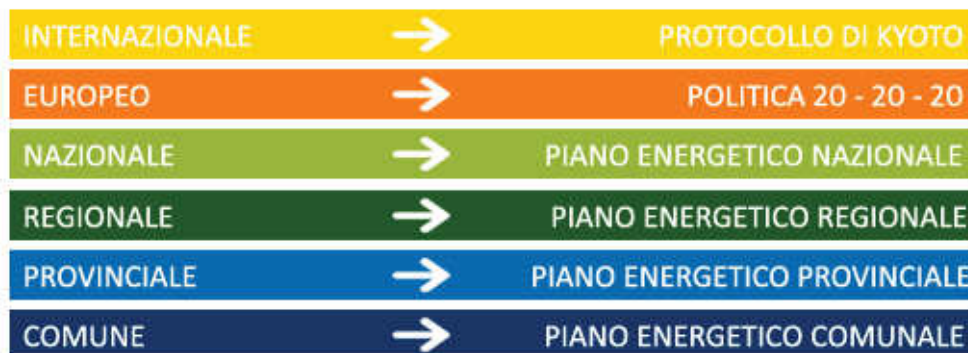 INTERNAZIONALE → PROTOCOLLO DI KYOTO
EUROPEO → POLITICA 20 - 20 - 20
NAZIONALE → PIANO ENERGETICO NAZIONALE
REGIONALE → PIANO ENERGETICO REGIONALE
PROVINCIALE → PIANO ENERGETICO PROVINCIALE
COMUNE → PIANO ENERGETICO COMUNALE